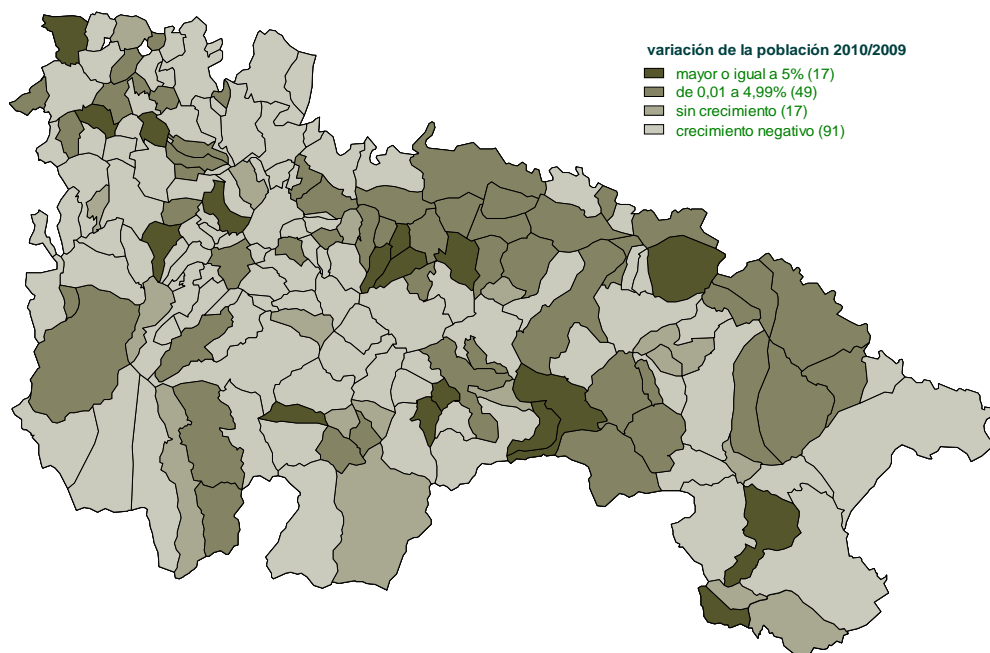 variación de la población 2010/2009
mayor o igual a 5% (17)
de 0,01 a 4,99% (49)
sin crecimiento (17)
crecimiento negativo (91)